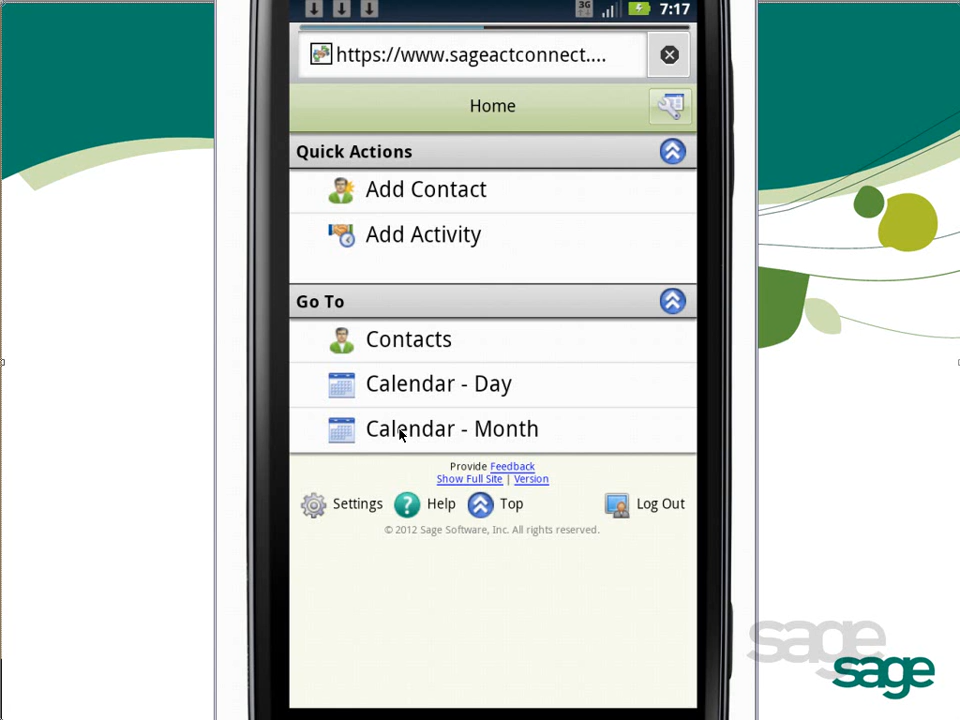 3G 7:17
https://www.sageactconnect....
Home
Quick Actions
Add Contact
Add Activity
Go To
Contacts
Calendar - Day
Calendar - Month
Provide Feedback
Show Full Site | Version
Settings ? Help Top Log Out
© 2012 Sage Software, Inc. All rights reserved.
sage
sage